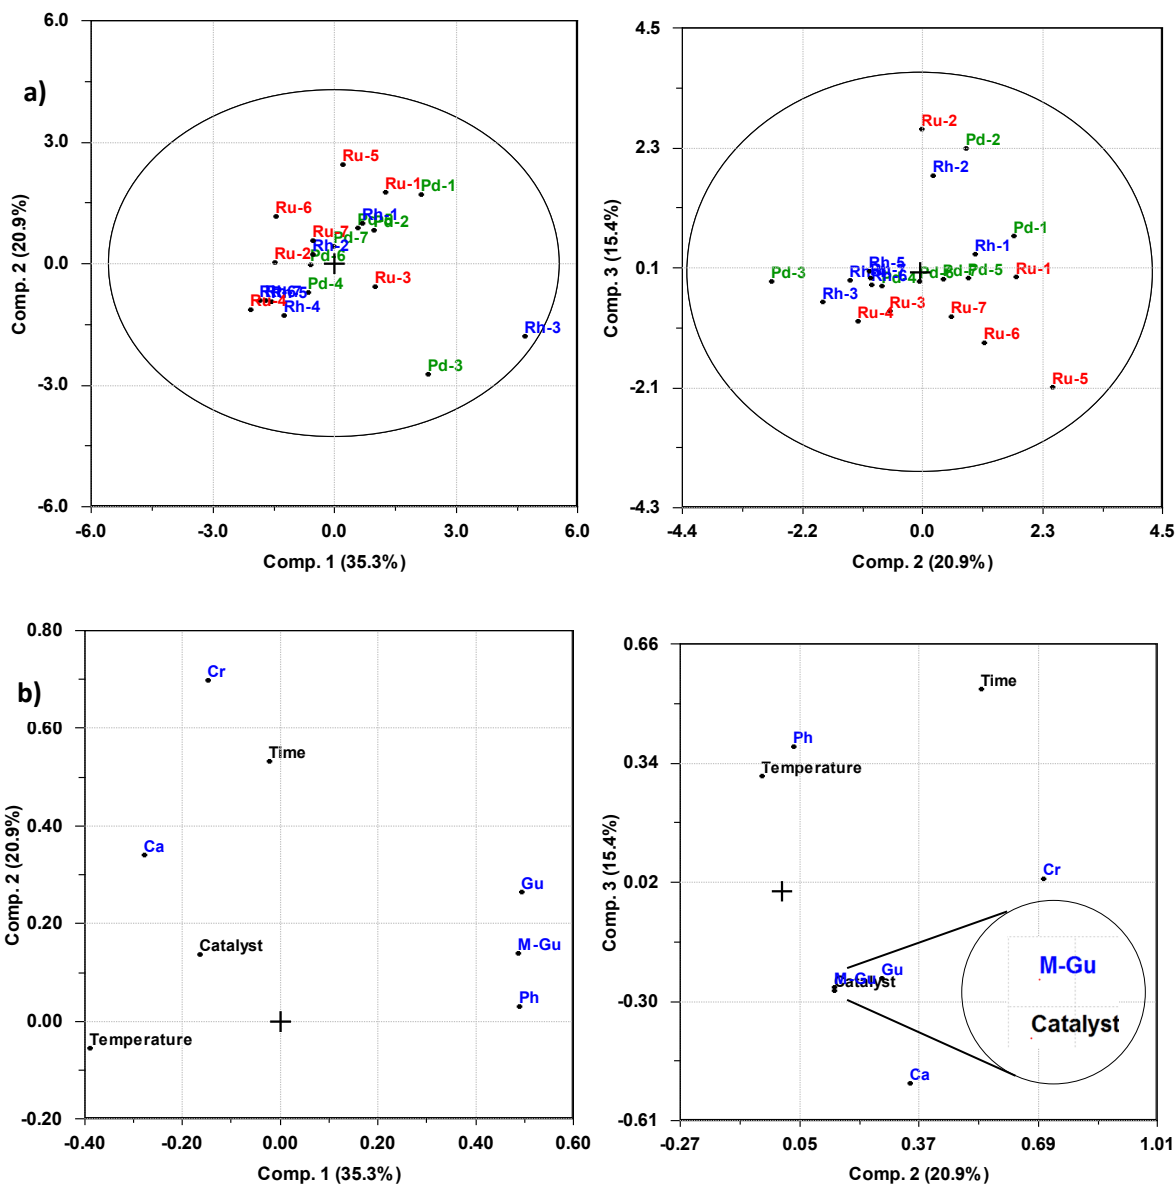 a)
6.0
3.0
0.0
-3.0
-6.0
Comp. 2 (20.9%)
Ru-5
Ru-1
Pd-1
Ru-6
Rh-1
Pd-2
Ru-7
Pd-7
Rh-2
Ru-2
Pd-6
Ru-3
Pd-4
Ru-4
Rh-4
Rh-3
Pd-3
-6.0 -3.0 0.0 3.0 6.0
Comp. 1 (35.3%)
4.5
2.3
0.1
-2.1
-4.3
Comp. 3 (15.4%)
Ru-2
Pd-2
Rh-2
Pd-1
Rh-1
Rh-5
Pd-3
Pd-5
Ru-1
Rh-6
Rh-3
Ru-3
Ru-4
Ru-7
Ru-6
Ru-5
-4.4 -2.2 0.0 2.3 4.5
Comp. 2 (20.9%)
b)
0.80
0.60
0.40
0.20
0.00
-0.20
Comp. 2 (20.9%)
Cr
Time
Ca
Gu
Catalyst
M-Gu
Ph
Temperature
-0.40 -0.20 0.00 0.20 0.40 0.60
Comp. 1 (35.3%)
0.66
0.34
0.02
-0.30
-0.61
Comp. 3 (15.4%)
Time
Ph
Temperature
Cr
M-Gu
Gu
Catalyst
Ca
M-Gu
Catalyst
-0.27 0.05 0.37 0.69 1.01
Comp. 2 (20.9%)